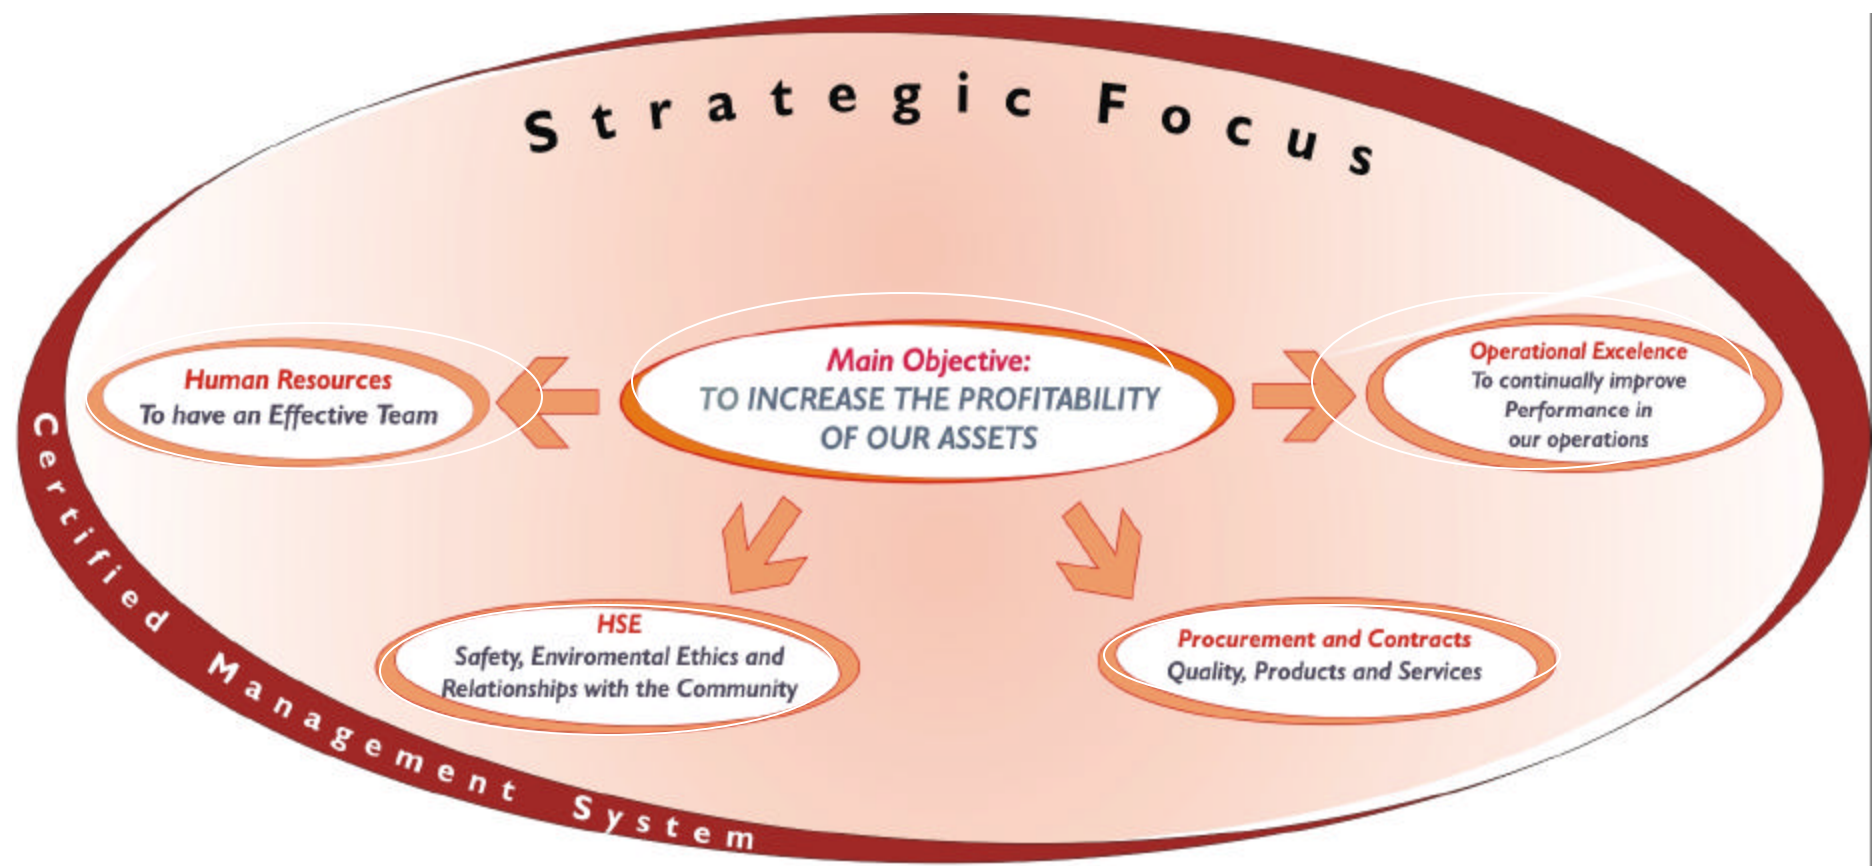 Strategic Focus
Main Objective:
TO INCREASE THE PROFITABILITY
OF OUR ASSETS
Human Resources
To have an Effective Team
Operational Excelence
To continually improve
Performance in
our operations
HSE
Safety, Enviromental Ethics and
Relationships with the Community
Procurement and Contracts
Quality, Products and Services
Certified Management System